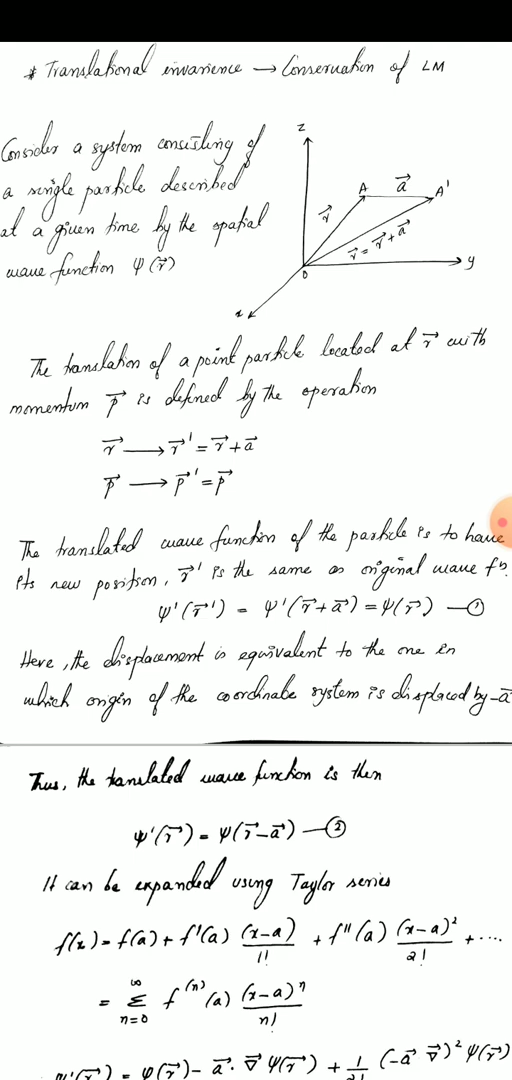 * Translational invarience → Conservation of LM
Consider a system consisting of
a single particle described
at a given time by the spatial
wave function ψ(r⃗)
z
A
a⃗
A'
r⃗
r⃗ = r⃗ + a⃗
O
y
x
The translation of a point particle located at r⃗ with
momentum p⃗ is defined by the operation
r⃗ ⟶ r⃗' = r⃗ + a⃗
p⃗ ⟶ p⃗' = p⃗
The translated wave function of the particle is to have
its new position, r⃗' is the same as original wave fⁿ.
ψ'(r⃗') = ψ'(r⃗+a⃗) = ψ(r⃗) —①
Here, the displacement is equivalent to the one in
which origin of the coordinate system is displaced by -a⃗
Thus, the translated wave function is then
ψ'(r⃗) = ψ(r⃗-a⃗) —②
It can be expanded using Taylor series
f(x) = f(a) + f'(a) (x-a)/1! + f''(a) (x-a)²/2! + ....
= Σ_{n=0}^{∞} f⁽ⁿ⁾(a) (x-a)ⁿ/n!
ψ'(r⃗) = ψ(r⃗) - a⃗ · ∇⃗ ψ(r⃗) + 1/2! (-a⃗ ∇⃗)² ψ(r⃗)